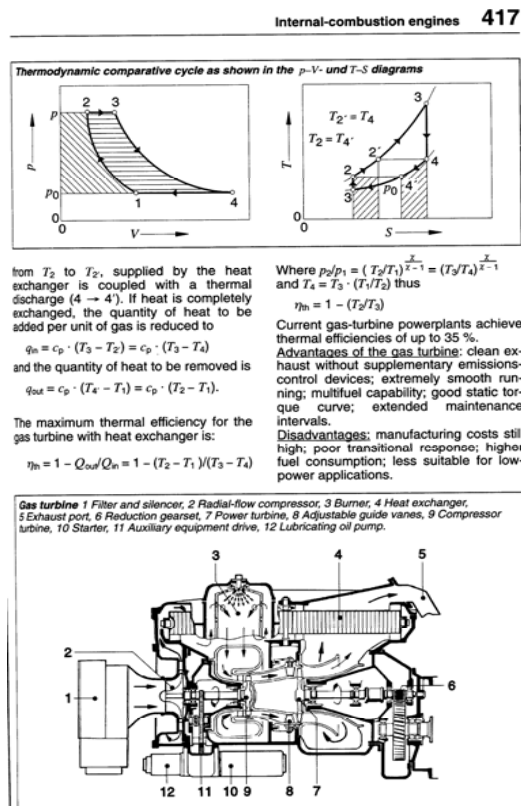 Internal-combustion engines 417
Thermodynamic comparative cycle as shown in the p–V- und T–S diagrams
p
2 3
p
p0
0
0
1
4
V
T
3
T2' = T4
T2 = T4'
2'
4
2
p0
4'
3
0
S
from T2 to T2', supplied by the heat
exchanger is coupled with a thermal
discharge (4 → 4'). If heat is completely
exchanged, the quantity of heat to be
added per unit of gas is reduced to
qin = cp · (T3 – T2') = cp · (T3 – T4)
and the quantity of heat to be removed is
qout = cp · (T4' – T1) = cp · (T2 – T1).
The maximum thermal efficiency for the
gas turbine with heat exchanger is:
ηth = 1 – Qout/Qin = 1 – (T2 – T1)/(T3 – T4)
Where p2/p1 = (T2/T1)^χ/χ – 1 = (T3/T4)^χ/χ – 1
and T4 = T3 · (T1/T2) thus
ηth = 1 – (T2/T3)
Current gas-turbine powerplants achieve
thermal efficiencies of up to 35 %.
Advantages of the gas turbine: clean ex-
haust without supplementary emissions-
control devices; extremely smooth run-
ning; multifuel capability; good static tor-
que curve; extended maintenance
intervals.
Disadvantages: manufacturing costs still
high; poor transitional response; higher
fuel consumption; less suitable for low-
power applications.
Gas turbine 1 Filter and silencer, 2 Radial-flow compressor, 3 Burner, 4 Heat exchanger,
5 Exhaust port, 6 Reduction gearset, 7 Power turbine, 8 Adjustable guide vanes, 9 Compressor
turbine, 10 Starter, 11 Auxiliary equipment drive, 12 Lubricating oil pump.
3 4 5
2
1
6
12 11 10 9 8 7